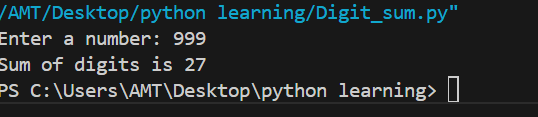 /AMT/Desktop/python learning/Digit_sum.py"
Enter a number: 999
Sum of digits is 27
PS C:\Users\AMT\Desktop\python learning>